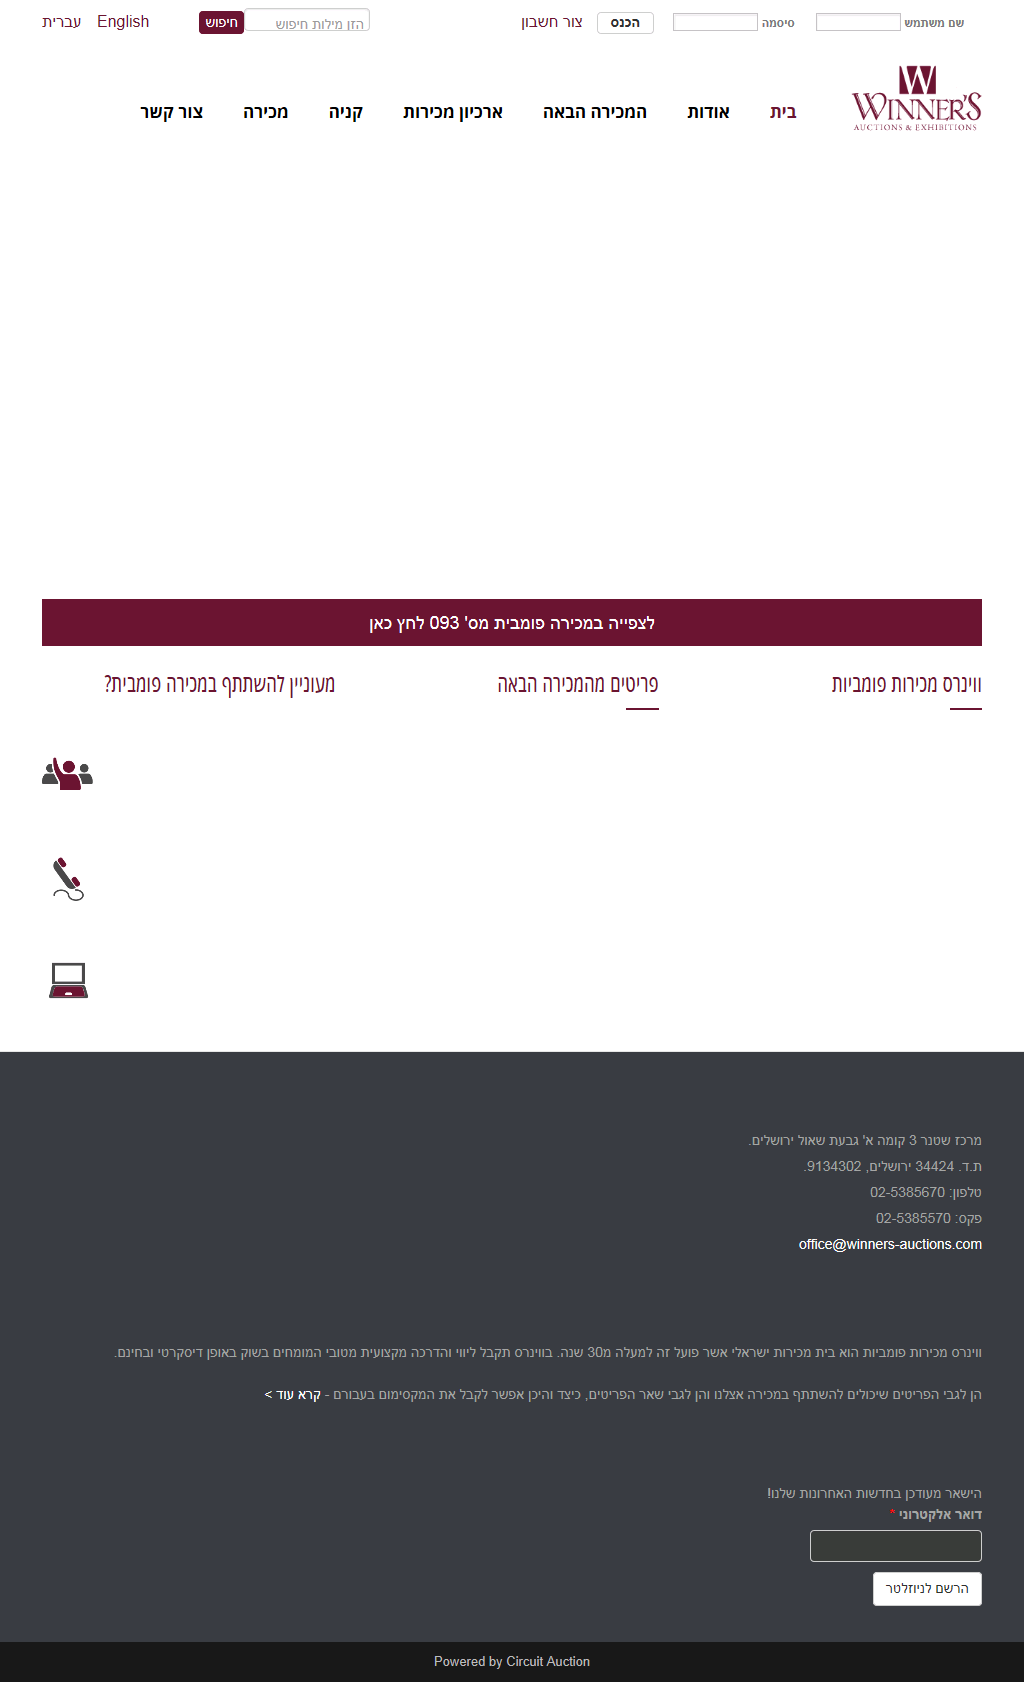 שם משתמש
סיסמה
הכנס
צור חשבון
הזן מילות חיפוש
חיפוש
English
עברית
WINNER'S
AUCTIONS & EXHIBITIONS
בית
אודות
המכירה הבאה
ארכיון מכירות
קניה
מכירה
צור קשר
לצפייה במכירה פומבית מס' 093 לחץ כאן
ווינרס מכירות פומביות
פריטים מהמכירה הבאה
מעוניין להשתתף במכירה פומבית?
מרכז שטנר 3 קומה א' גבעת שאול ירושלים.
ת.ד. 34424 ירושלים, 9134302.
טלפון: 02-5385670
פקס: 02-5385570
office@winners-auctions.com
ווינרס מכירות פומביות הוא בית מכירות ישראלי אשר פועל זה למעלה מ30 שנה. בווינרס תקבל ליווי והדרכה מקצועית מטובי המומחים בשוק באופן דיסקרטי ובחינם.
הן לגבי הפריטים שיכולים להשתתף במכירה אצלנו והן לגבי שאר הפריטים, כיצד והיכן אפשר לקבל את המקסימום בעבורם - קרא עוד >
הישאר מעודכן בחדשות האחרונות שלנו!
דואר אלקטרוני *
הרשם לניוזלטר
Powered by Circuit Auction